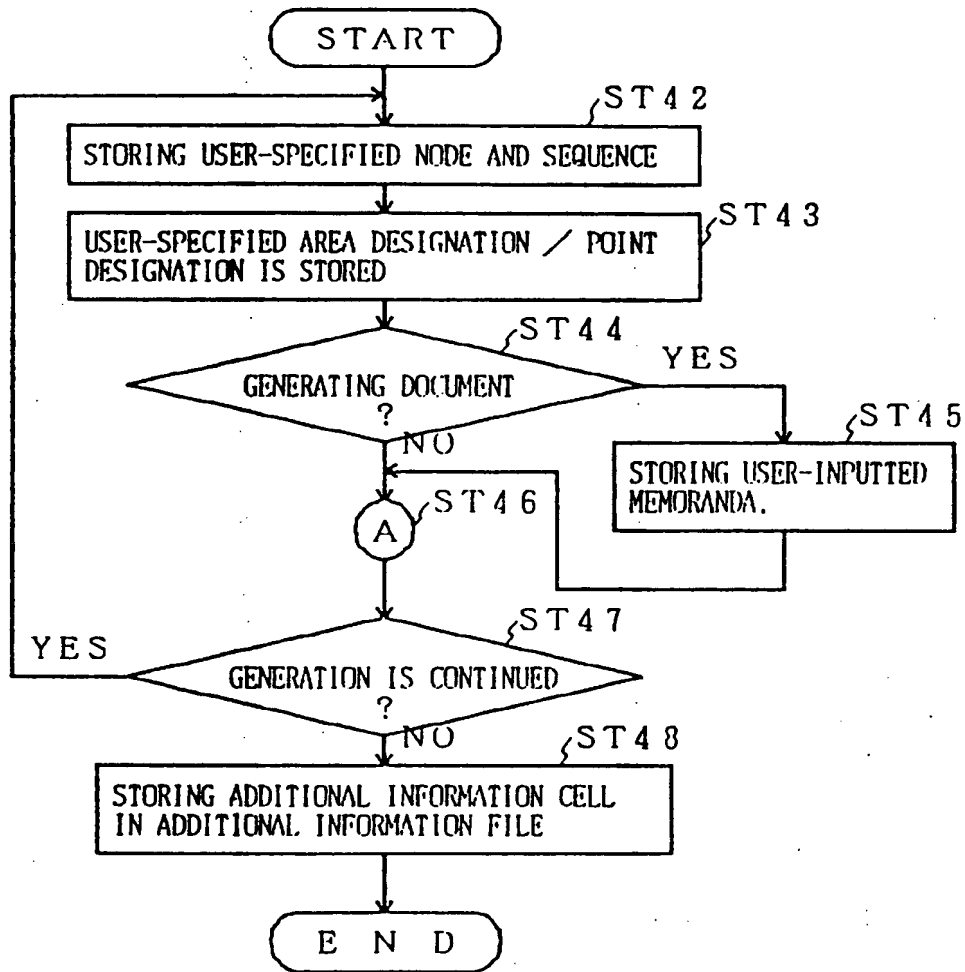 START
ST42
STORING USER-SPECIFIED NODE AND SEQUENCE
ST43
USER-SPECIFIED AREA DESIGNATION / POINT
DESIGNATION IS STORED
ST44
GENERATING DOCUMENT
?
YES
NO
ST45
STORING USER-INPUTTED
MEMORANDA.
ST46
A
ST47
YES
GENERATION IS CONTINUED
?
NO
ST48
STORING ADDITIONAL INFORMATION CELL
IN ADDITIONAL INFORMATION FILE
END